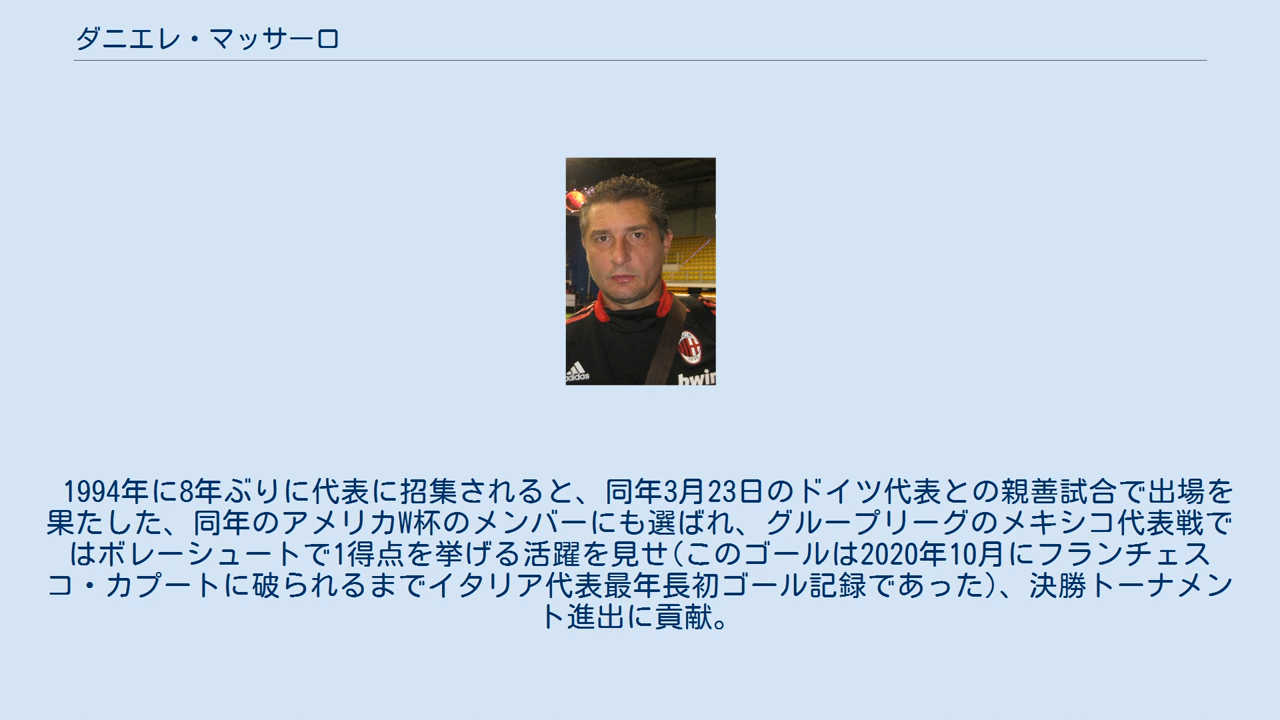 ダニエレ・マッサーロ
adidas
bwin
1994年に8年ぶりに代表に招集されると、同年3月23日のドイツ代表との親善試合で出場を
果たした、同年のアメリカW杯のメンバーにも選ばれ、グループリーグのメキシコ代表戦で
はボレーシュートで1得点を挙げる活躍を見せ(このゴールは2020年10月にフランチェス
コ・カプートに破られるまでイタリア代表最年長初ゴール記録であった)、決勝トーナメン
ト進出に貢献。